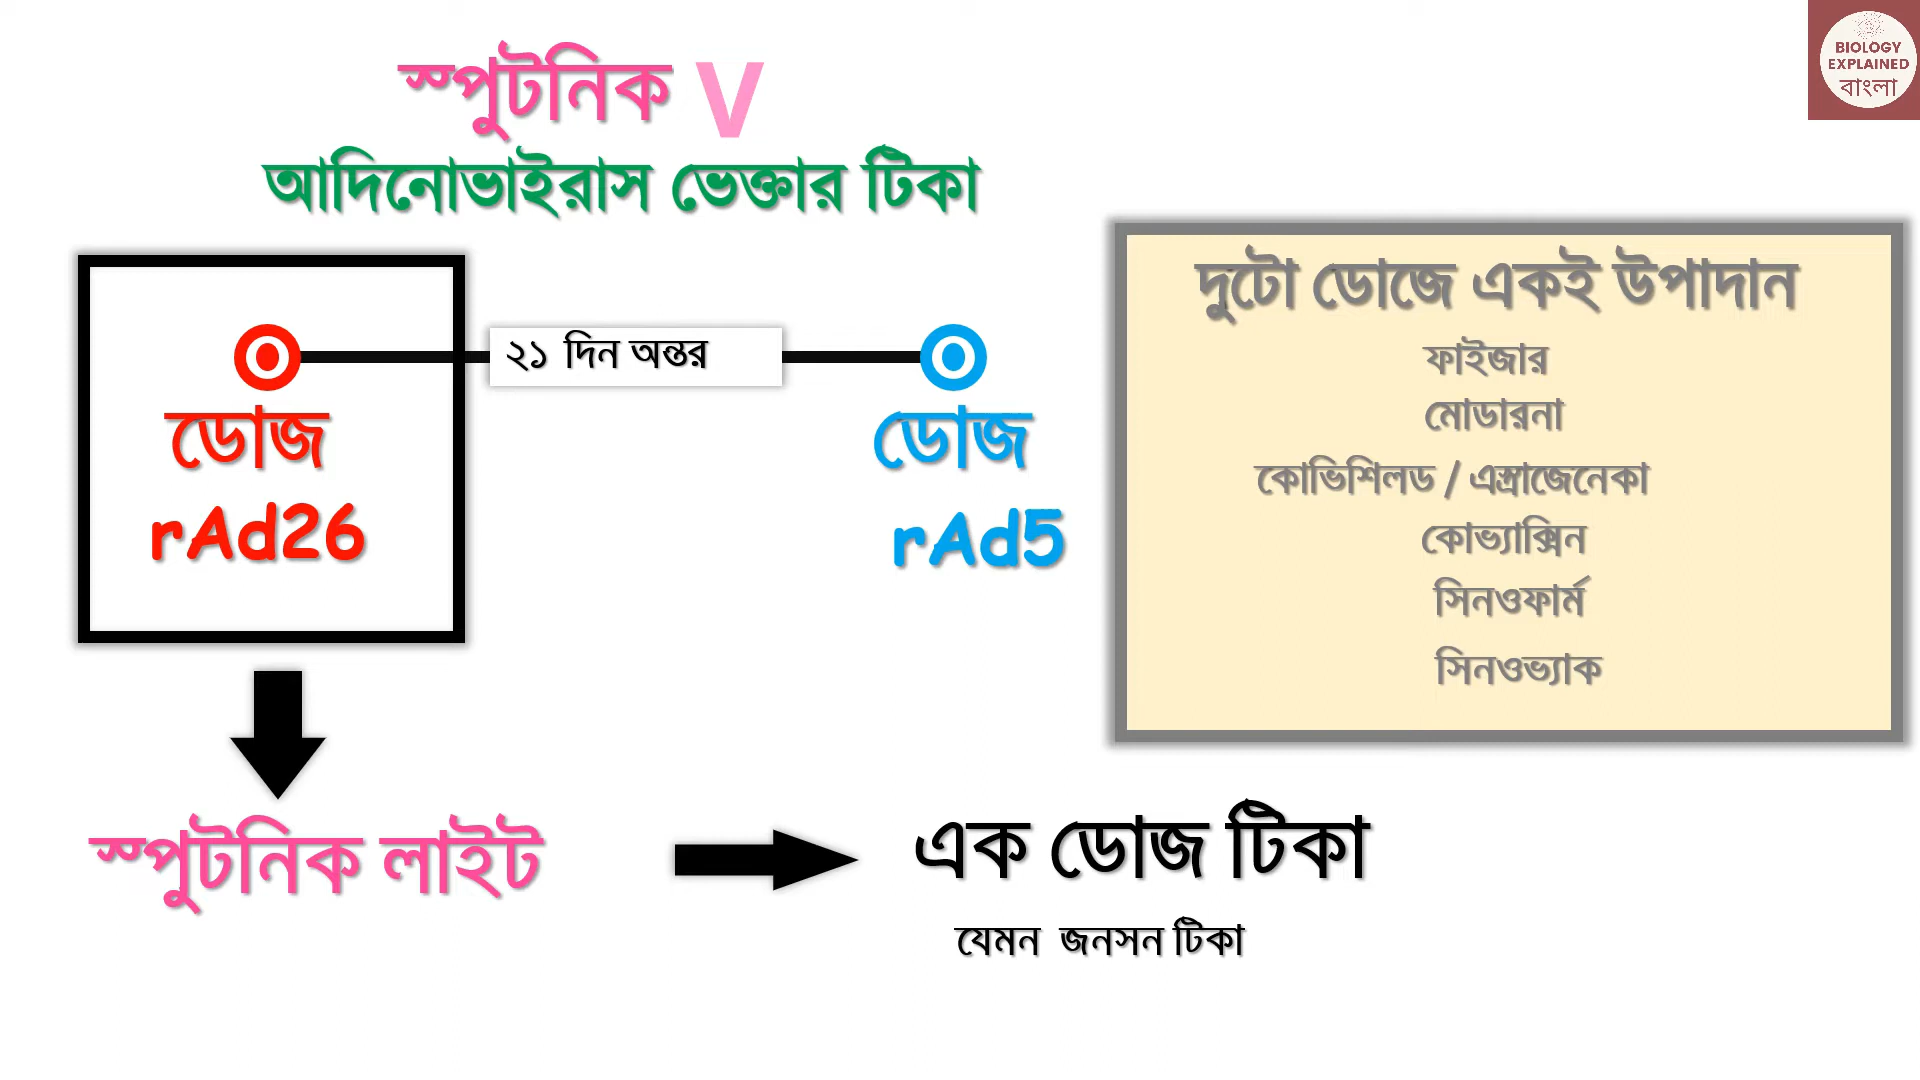 স্পুটনিক V
আদিনোভাইরাস ভেক্তার টিকা
BIOLOGY
EXPLAINED
বাংলা
২১ দিন অন্তর
ডোজ
rAd26
ডোজ
rAd5
দুটো ডোজে একই উপাদান
ফাইজার
মোডারনা
কোভিশিলড / এস্ত্রাজেনেকা
কোভ্যাক্সিন
সিনওফার্ম
সিনওভ্যাক
স্পুটনিক লাইট
এক ডোজ টিকা
যেমন জনসন টিকা